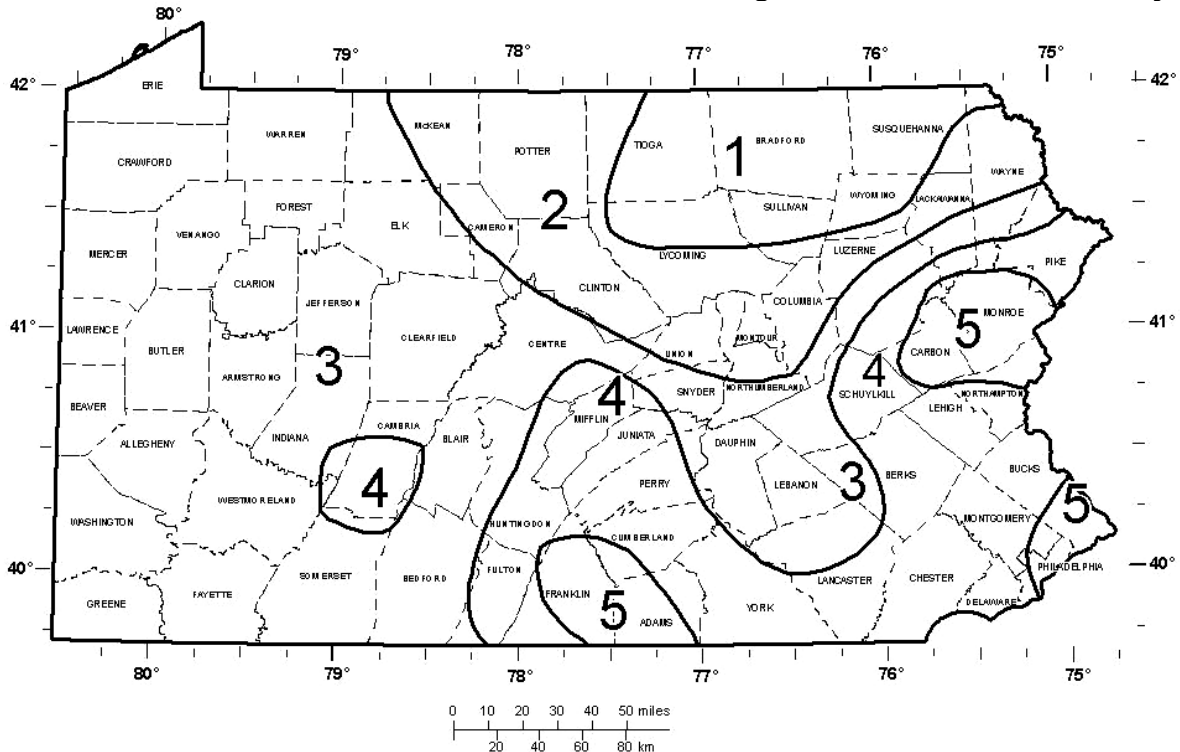 80°
79° 78° 77° 76° 75°
42° 42°
ERIE
McKEAN
SUSQUEHANNA
WARREN
TIOGA
BRADFORD
POTTER
1
CRAWFORD
WAYNE
WYOMING
LACKAWANNA
FOREST
SULLIVAN
2
ELK
CAMERON
VENANGO
MERCER
LUZERNE
LYCOMING
PIKE
CLARION
CLINTON
JEFFERSON
COLUMBIA
MONROE
41° 41°
LAWRENCE
5
CLEARFIELD
CENTRE
MONTOUR
BUTLER
UNION
CARBON
3
4
ARMSTRONG
SNYDER
NORTHUMBERLAND
SCHUYLKILL
NORTHAMPTON
4
BEAVER
LEHIGH
MIFFLIN
CAMBRIA
JUNIATA
INDIANA
BLAIR
ALLEGHENY
DAUPHIN
BUCKS
BERKS
PERRY
LEBANON
3
4
WESTMORELAND
5
WASHINGTON
HUNTINGDON
MONTGOMERY
CUMBERLAND
40° 40°
FULTON
PHILADELPHIA
SOMERSET
BEDFORD
CHESTER
LANCASTER
FRANKLIN
FAYETTE
GREENE
DELAWARE
5
YORK
ADAMS
80° 79° 78° 77° 76° 75°
0 10 20 30 40 50 miles
20 40 60 80 km